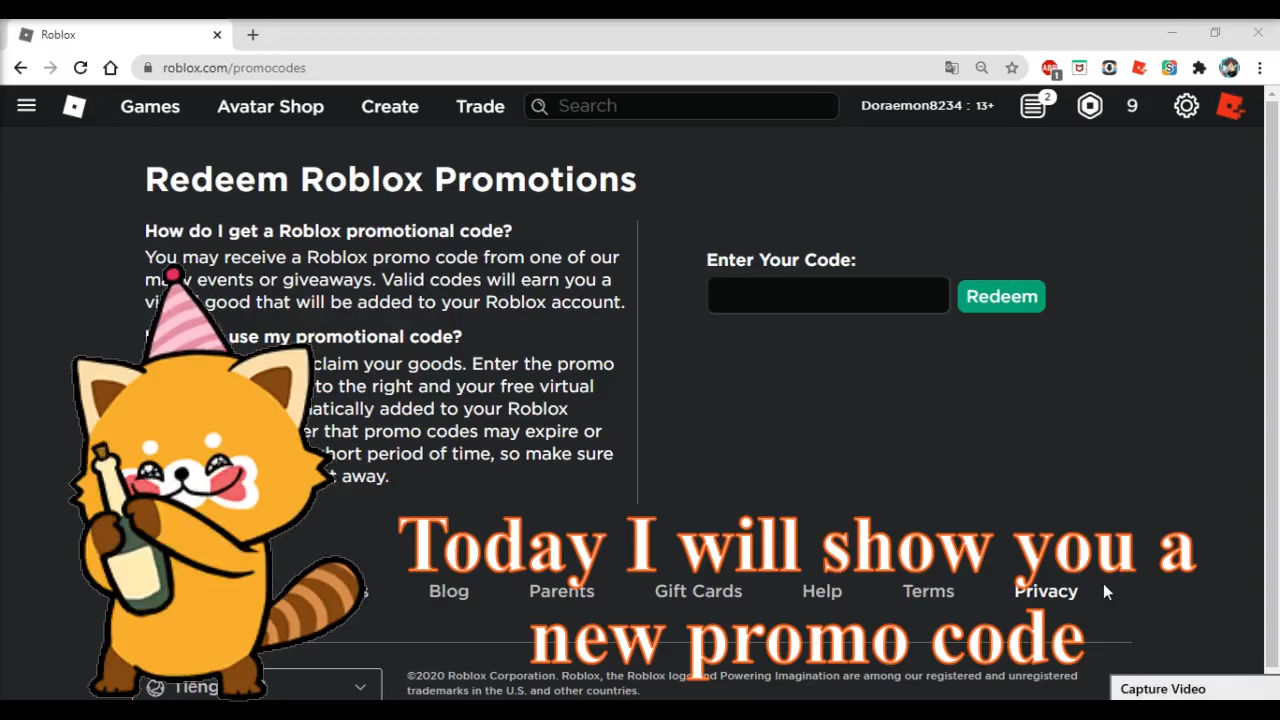 Roblox
roblox.com/promocodes
1
Games Avatar Shop Create Trade Search Doraemon8234 : 13+ 2 9
Redeem Roblox Promotions
How do I get a Roblox promotional code?
You may receive a Roblox promo code from one of our
events or giveaways. Valid codes will earn you a
good that will be added to your Roblox account.
use my promotional code?
claim your goods. Enter the promo
to the right and your free virtual
to your Roblox
that promo codes may expire or
period of time, so make sure
away.
Enter Your Code:
Redeem
Today I will show you a
new promo code
Blog Parents Gift Cards Help Terms Privacy
Tiếng
©2020 Roblox Corporation. Roblox, the Roblox logo and Powering Imagination are among our registered and unregistered
trademarks in the U.S. and other countries.
Capture Video